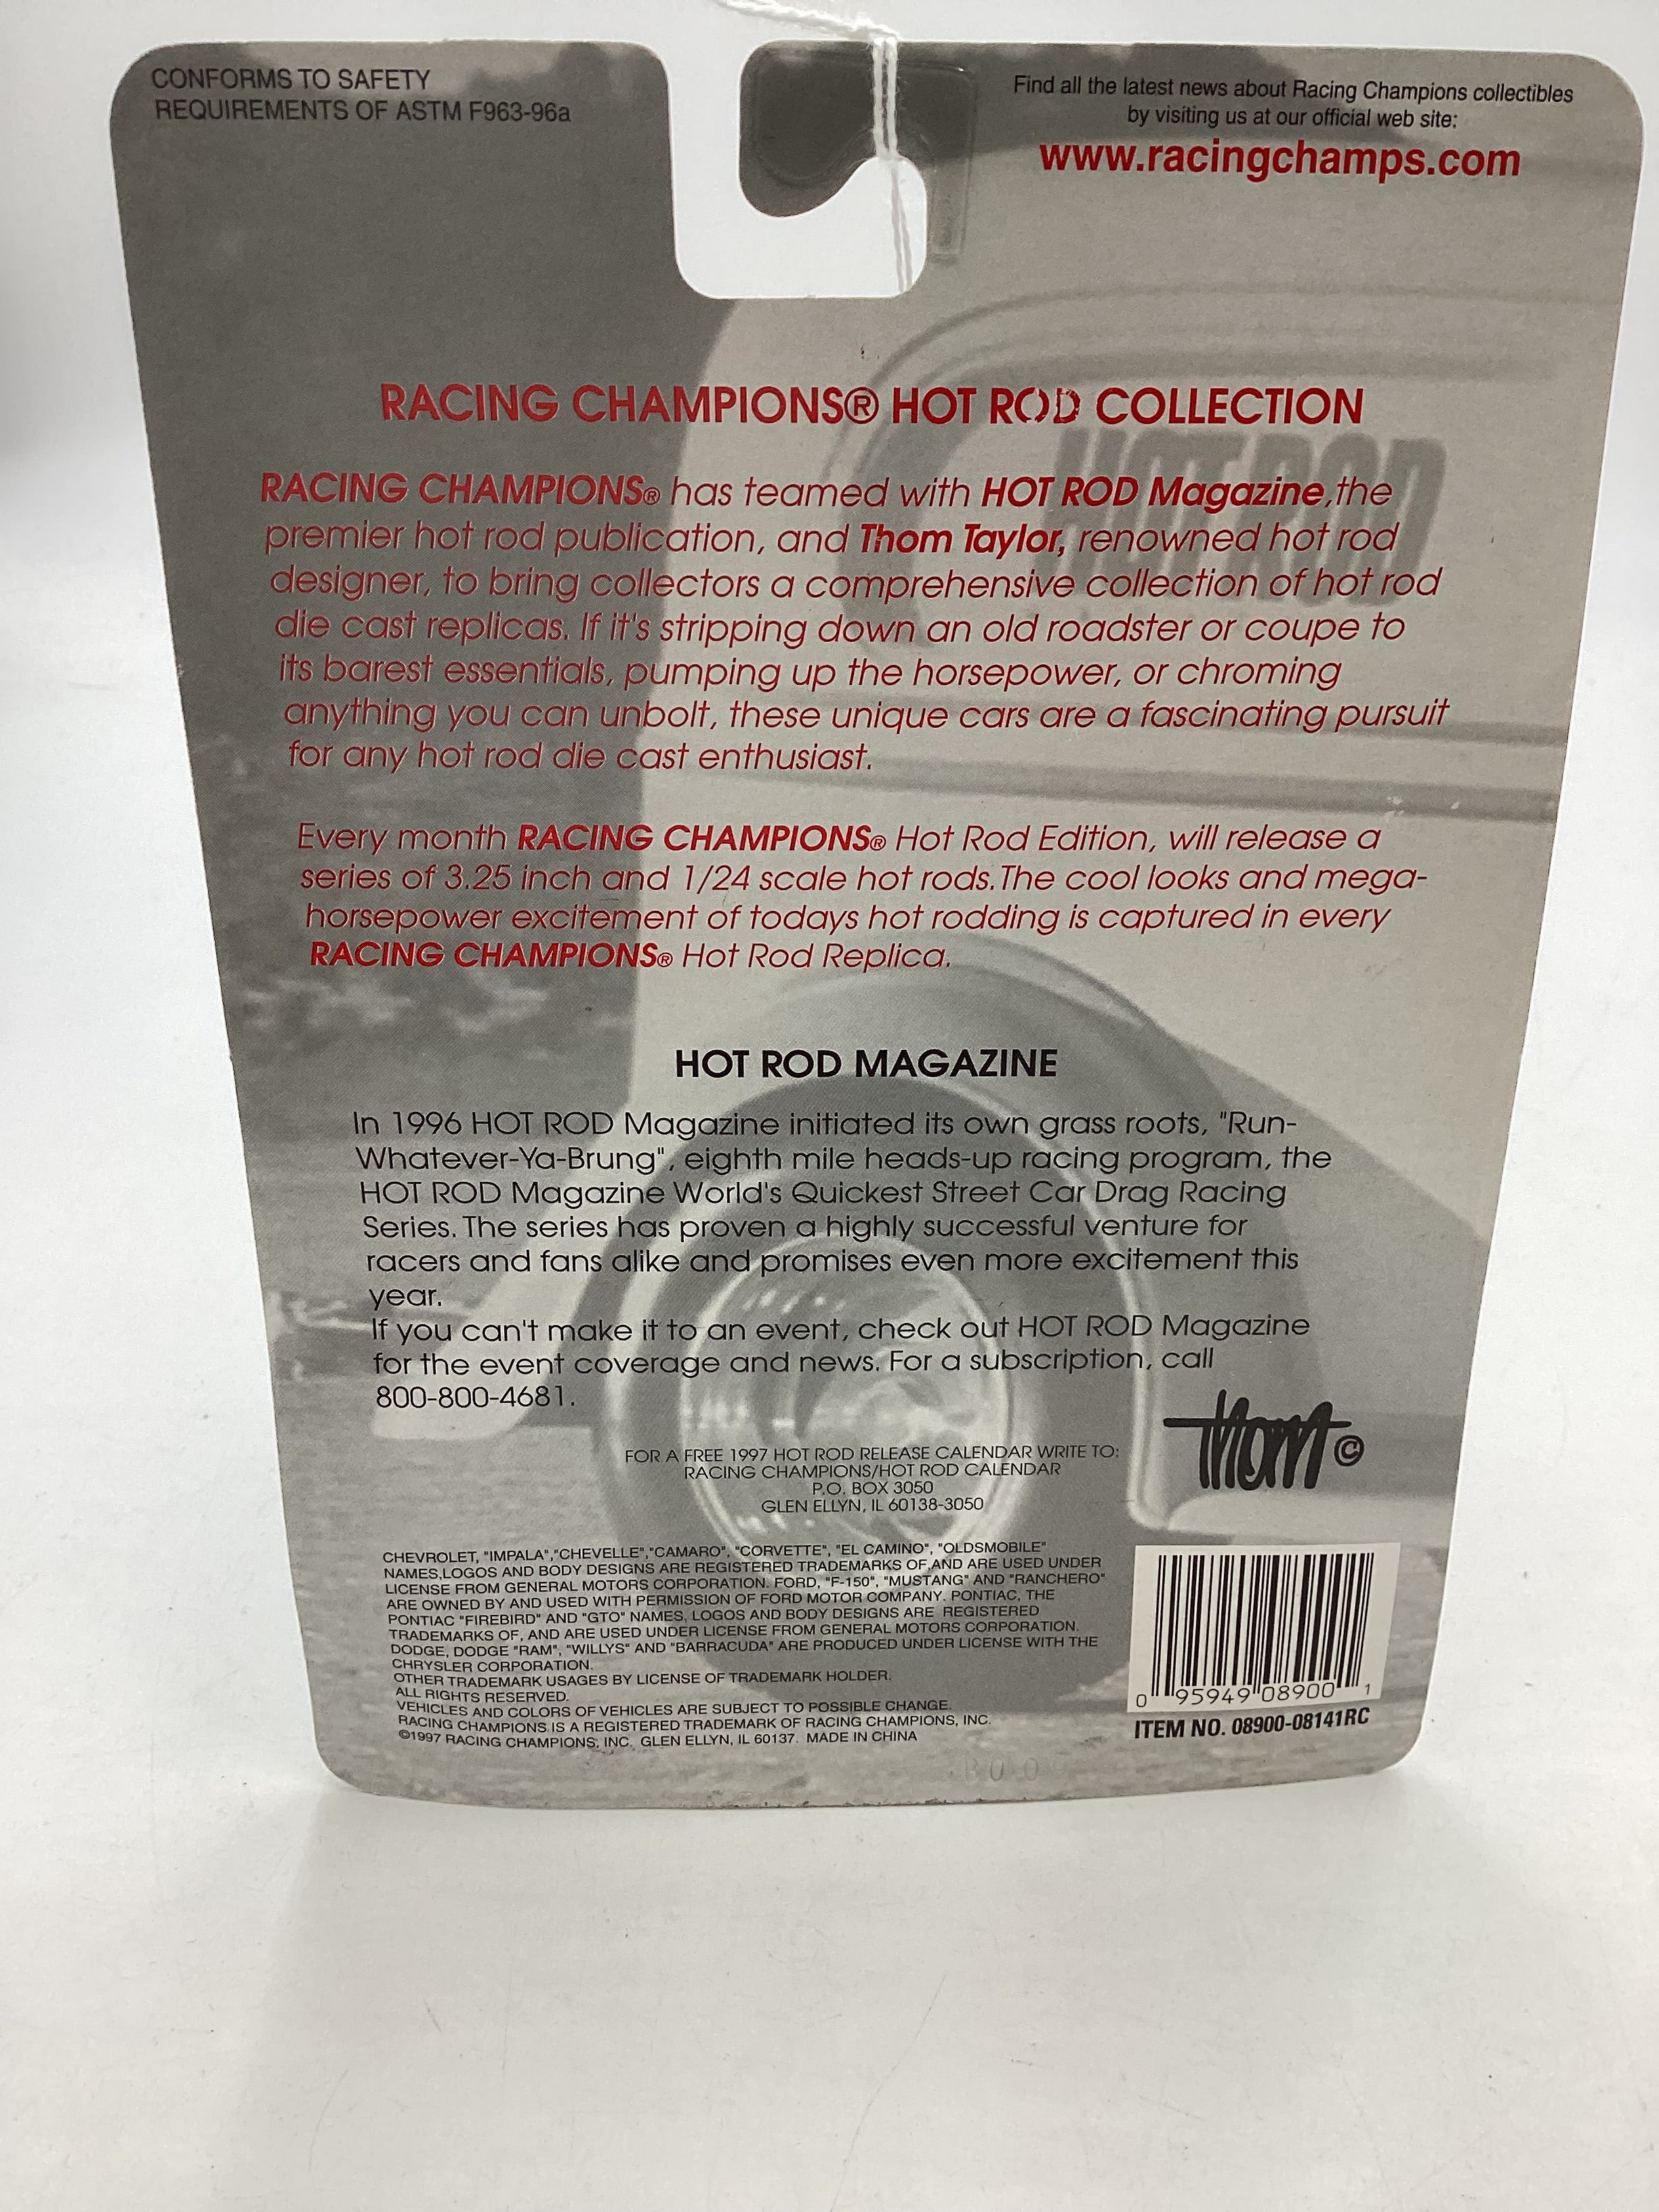 CONFORMS TO SAFETY
REQUIREMENTS OF ASTM F963-96a
Find all the latest news about Racing Champions collectibles
by visiting us at our official web site:
www.racingchamps.com
RACING CHAMPIONS® HOT ROD COLLECTION
HOT ROD
RACING CHAMPIONS® has teamed with HOT ROD Magazine,the
premier hot rod publication, and Thom Taylor, renowned hot rod
designer, to bring collectors a comprehensive collection of hot rod
die cast replicas. If it's stripping down an old roadster or coupe to
its barest essentials, pumping up the horsepower, or chroming
anything you can unbolt, these unique cars are a fascinating pursuit
for any hot rod die cast enthusiast.
Every month RACING CHAMPIONS® Hot Rod Edition, will release a
series of 3.25 inch and 1/24 scale hot rods.The cool looks and mega-
horsepower excitement of todays hot rodding is captured in every
RACING CHAMPIONS® Hot Rod Replica.
HOT ROD MAGAZINE
In 1996 HOT ROD Magazine initiated its own grass roots, "Run-
Whatever-Ya-Brung", eighth mile heads-up racing program, the
HOT ROD Magazine World's Quickest Street Car Drag Racing
Series. The series has proven a highly successful venture for
racers and fans alike and promises even more excitement this
year.
If you can't make it to an event, check out HOT ROD Magazine
for the event coverage and news. For a subscription, call
800-800-4681.
Thom ©
FOR A FREE 1997 HOT ROD RELEASE CALENDAR WRITE TO:
RACING CHAMPIONS/HOT ROD CALENDAR
P.O. BOX 3050
GLEN ELLYN, IL 60138-3050
CHEVROLET, "IMPALA","CHEVELLE","CAMARO", "CORVETTE", "EL CAMINO", "OLDSMOBILE"
NAMES,LOGOS AND BODY DESIGNS ARE REGISTERED TRADEMARKS OF,AND ARE USED UNDER
LICENSE FROM GENERAL MOTORS CORPORATION. FORD, "F-150", "MUSTANG" AND "RANCHERO"
ARE OWNED BY AND USED WITH PERMISSION OF FORD MOTOR COMPANY. PONTIAC, THE
PONTIAC "FIREBIRD" AND "GTO" NAMES, LOGOS AND BODY DESIGNS ARE REGISTERED
TRADEMARKS OF, AND ARE USED UNDER LICENSE FROM GENERAL MOTORS CORPORATION.
DODGE, DODGE "RAM", "WILLYS" AND "BARRACUDA" ARE PRODUCED UNDER LICENSE WITH THE
CHRYSLER CORPORATION.
OTHER TRADEMARK USAGES BY LICENSE OF TRADEMARK HOLDER.
ALL RIGHTS RESERVED.
VEHICLES AND COLORS OF VEHICLES ARE SUBJECT TO POSSIBLE CHANGE.
RACING CHAMPIONS IS A REGISTERED TRADEMARK OF RACING CHAMPIONS, INC.
©1997 RACING CHAMPIONS, INC. GLEN ELLYN, IL 60137. MADE IN CHINA
0 95949 08900 1
ITEM NO. 08900-08141RC